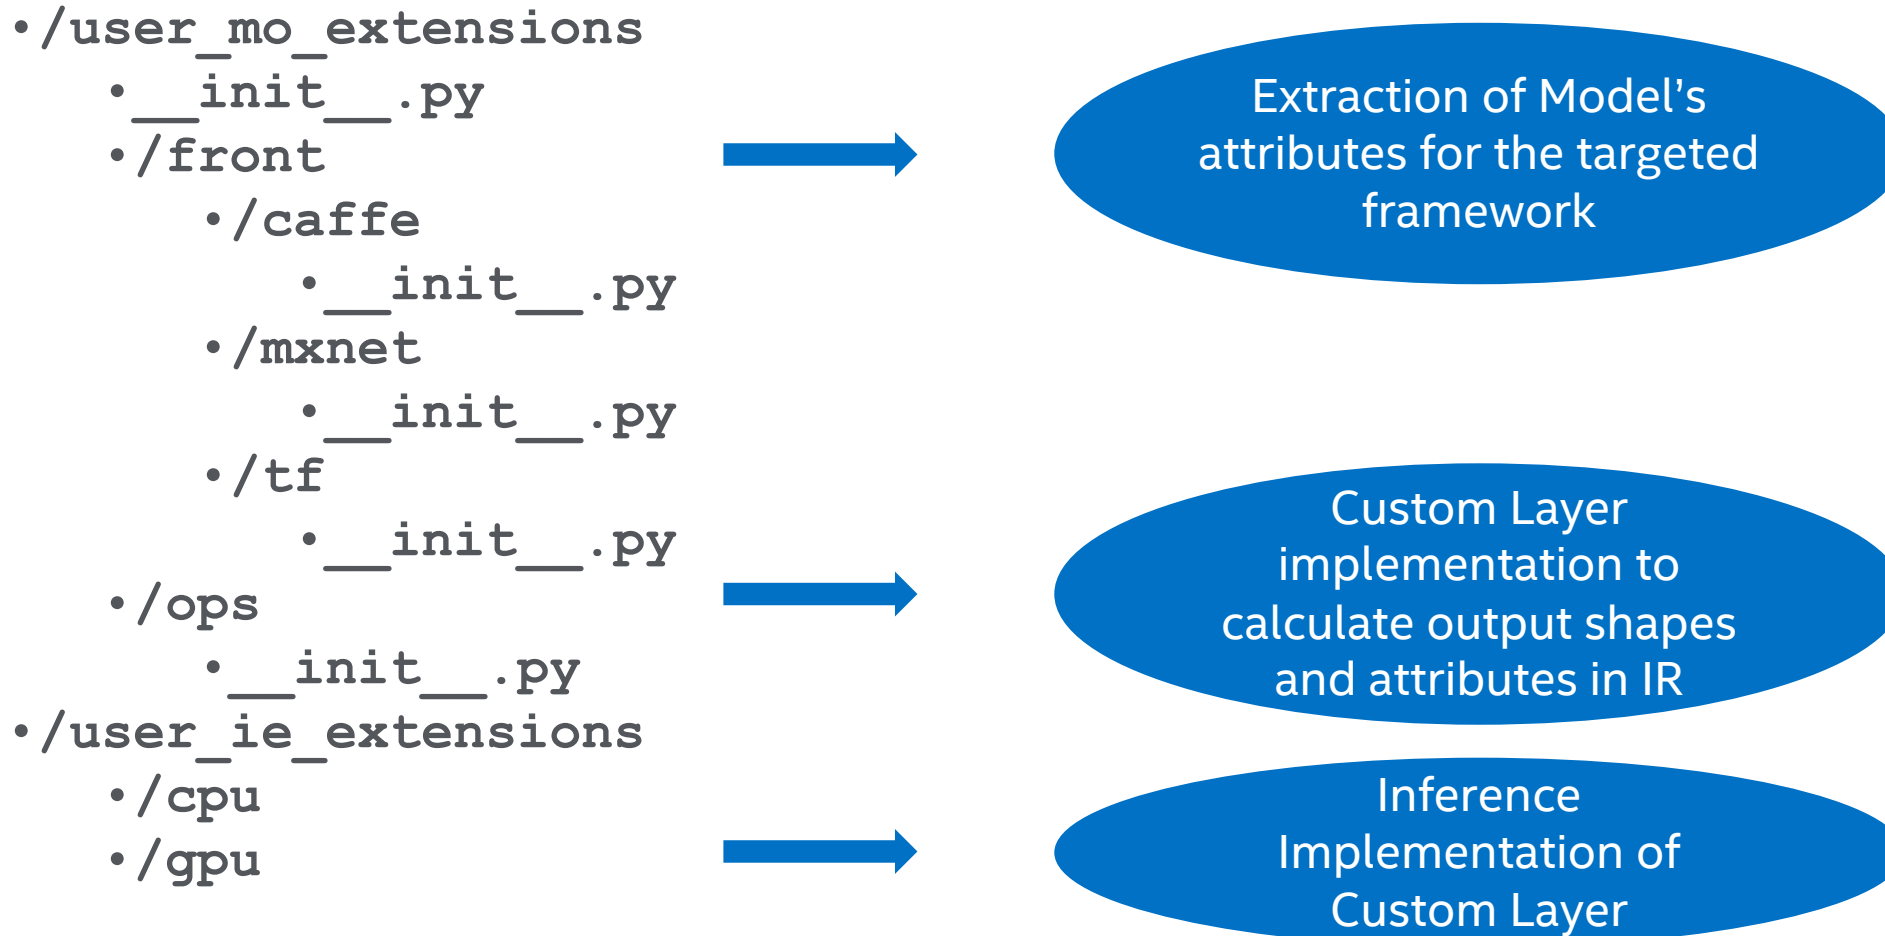 •/user_mo_extensions
•__init__.py
•/front
•/caffe
•__init__.py
•/mxnet
•__init__.py
•/tf
•__init__.py
•/ops
•__init__.py
•/user_ie_extensions
•/cpu
•/gpu
Extraction of Model’s
attributes for the targeted
framework
Custom Layer
implementation to
calculate output shapes
and attributes in IR
Inference
Implementation of
Custom Layer